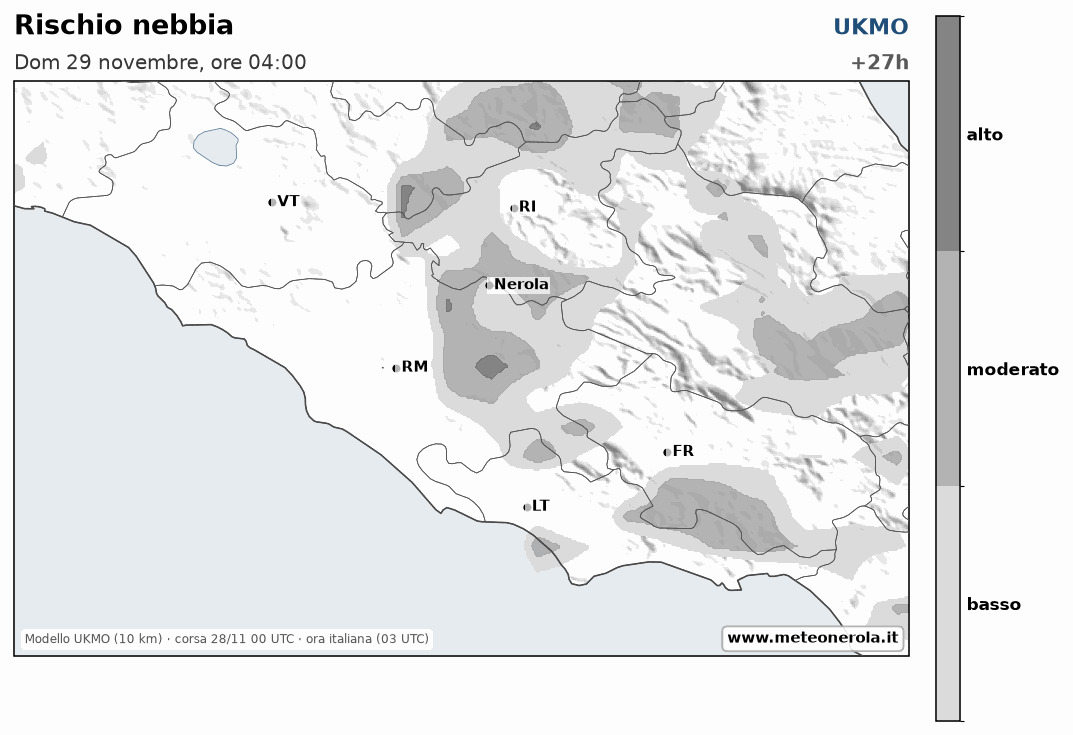 Rischio nebbia
UKMO
Dom 29 novembre, ore 04:00
+27h
alto
VT
RI
Nerola
RM
moderato
FR
LT
basso
Modello UKMO (10 km) · corsa 28/11 00 UTC · ora italiana (03 UTC)
www.meteonerola.it